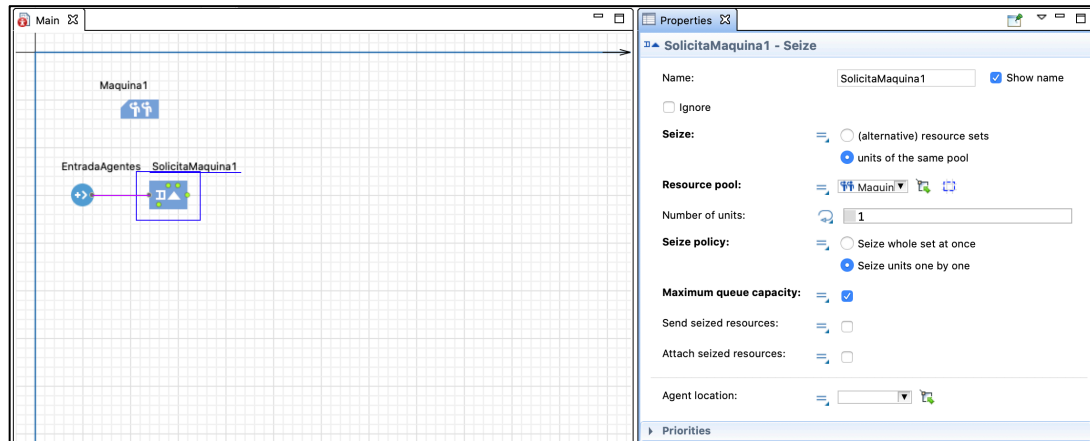 Main
Maquina1
EntradaAgentes SolicitaMaquina1
Properties
SolicitaMaquina1 - Seize
Name: SolicitaMaquina1 Show name
Ignore
Seize: (alternative) resource sets
units of the same pool
Resource pool: Maquin
Number of units: 1
Seize policy: Seize whole set at once
Seize units one by one
Maximum queue capacity:
Send seized resources:
Attach seized resources:
Agent location:
Priorities